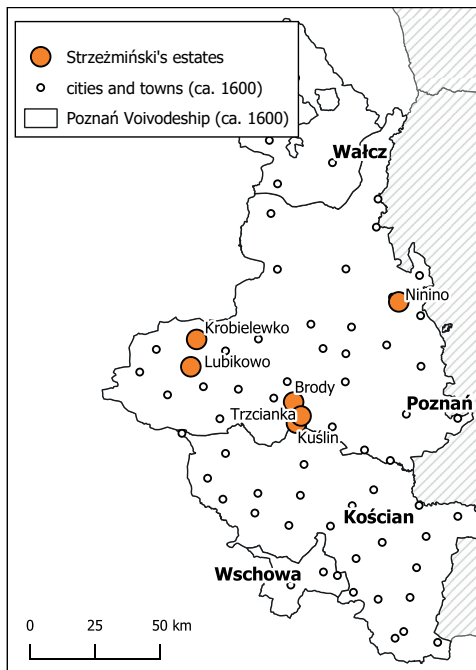 Strzeżmiński's estates
cities and towns (ca. 1600)
Poznań Voivodeship (ca. 1600)
Wałcz
Ninino
Krobielewko
Lubikowo
Brody
Trzcianka
Poznań
Kuślin
Kościan
Wschowa
0 25 50 km